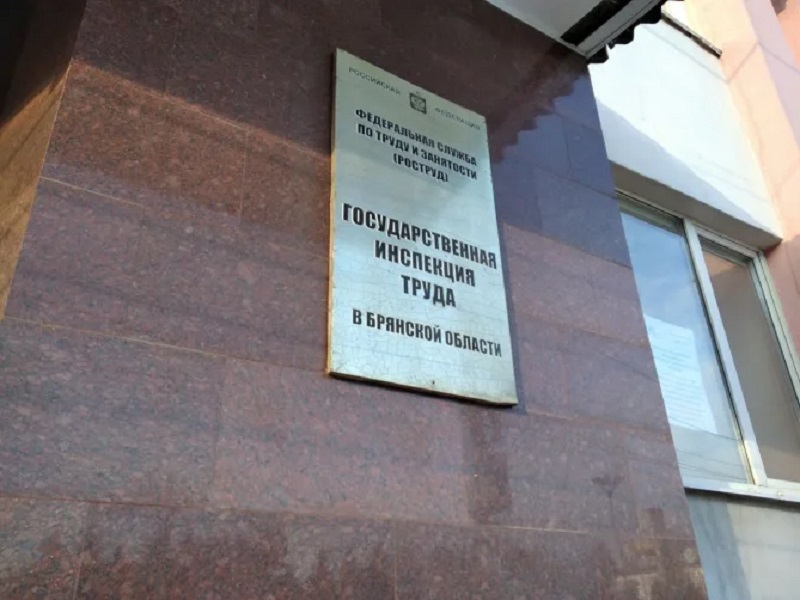 РОССИЙСКАЯ ФЕДЕРАЦИЯ
ФЕДЕРАЛЬНАЯ СЛУЖБА
ПО ТРУДУ И ЗАНЯТОСТИ
(РОСТРУД)
ГОСУДАРСТВЕННАЯ
ИНСПЕКЦИЯ
ТРУДА
В БРЯНСКОЙ ОБЛАСТИ